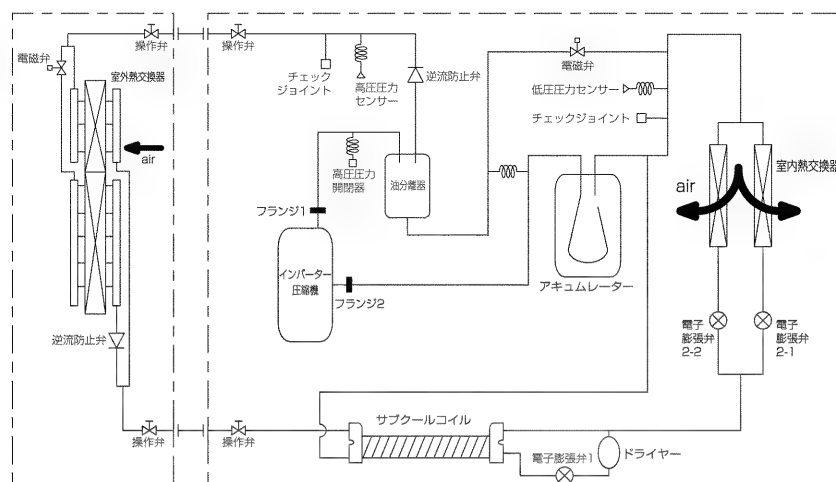 操作弁
操作弁
電磁弁
室外熱交換器
air
チェック
ジョイント
高圧圧力
センサー
逆流防止弁
電磁弁
低圧圧力センサー
チェックジョイント
高圧圧力
開閉器
油分離器
フランジ1
インバーター
圧縮機
フランジ2
アキュムレーター
室内熱交換器
air
電子
膨張弁
2-2
電子
膨張弁
2-1
逆流防止弁
操作弁
操作弁
サブクールコイル
電子膨張弁1
ドライヤー